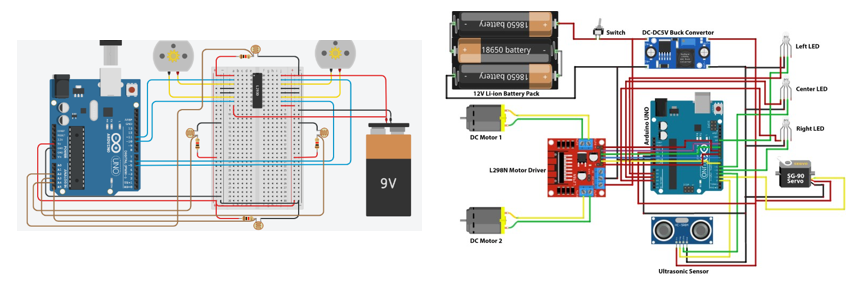 9V
18650 battery
18650 battery
18650 battery
12V Li-ion Battery Pack
Switch
DC-DC5V Buck Convertor
Left LED
Center LED
Right LED
DC Motor 1
L298N Motor Driver
Arduino UNO
SG-90
Servo
DC Motor 2
Ultrasonic Sensor
UNO